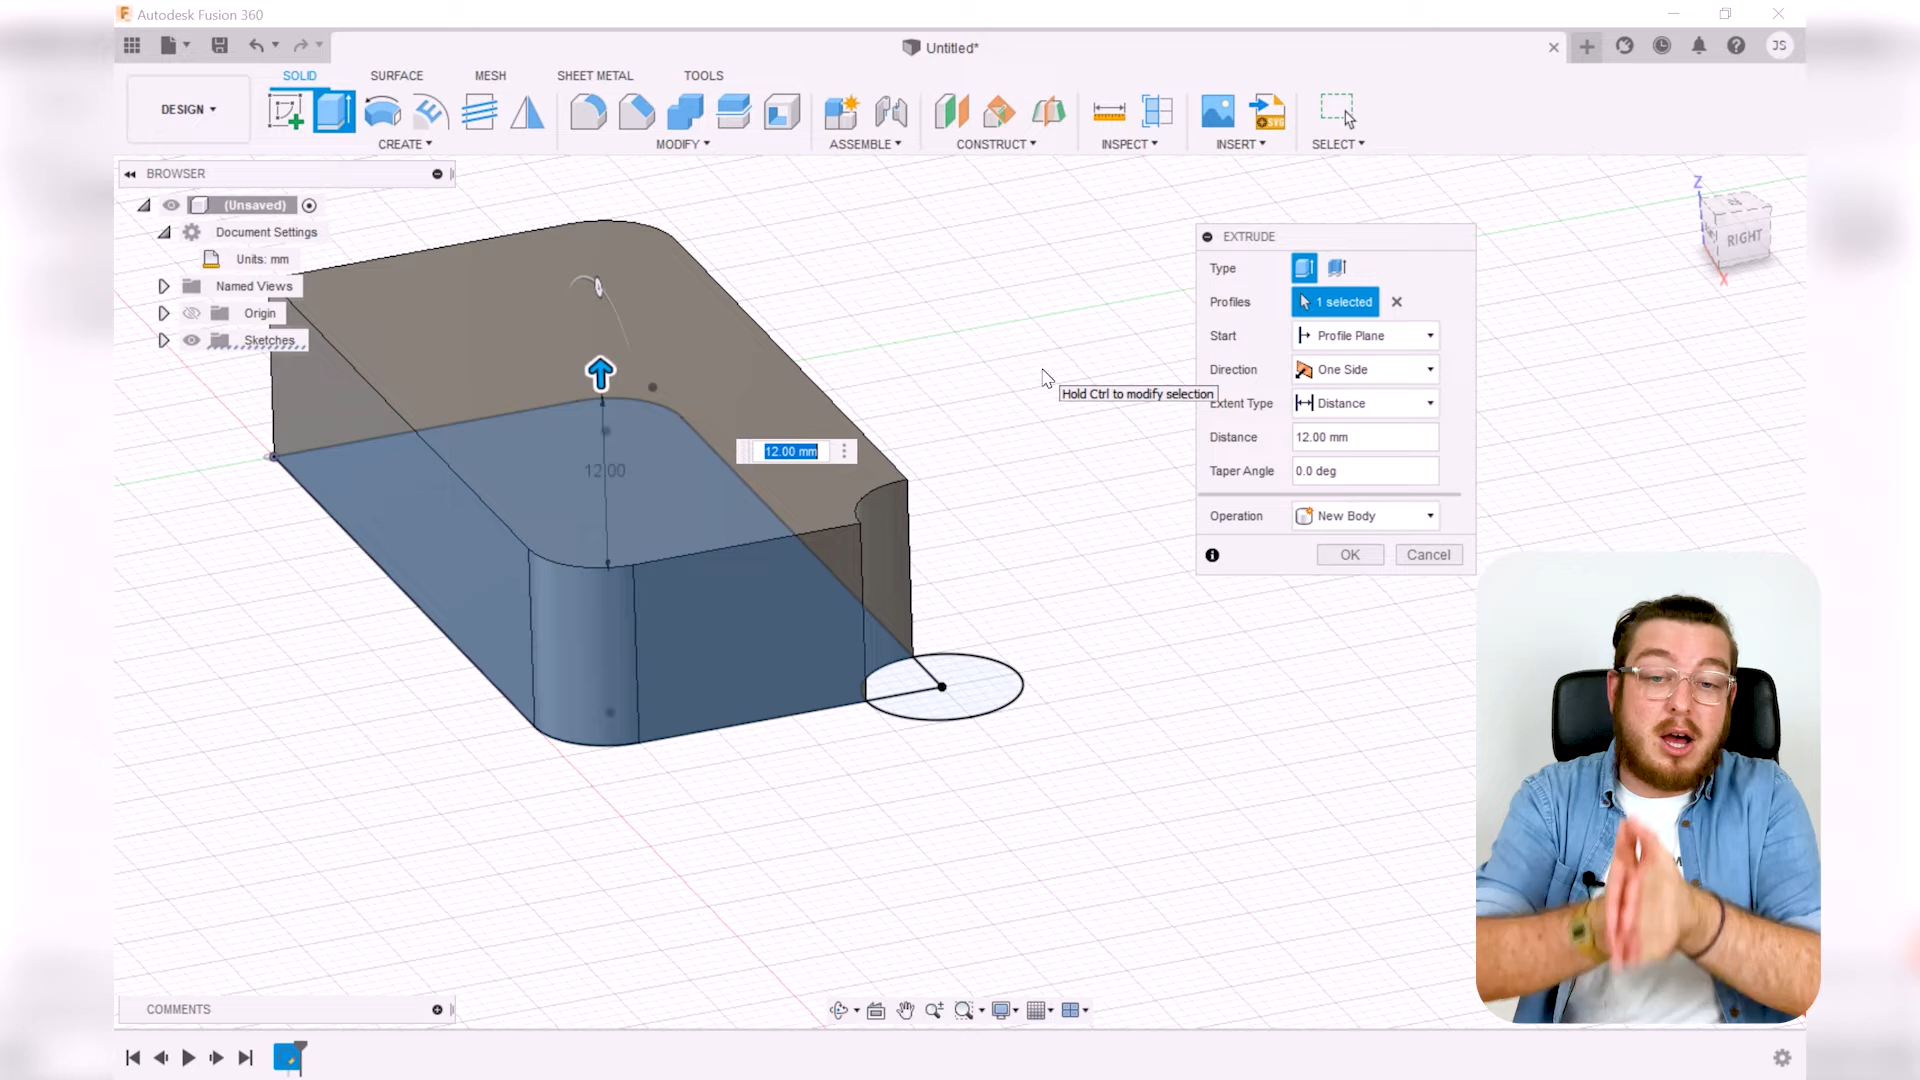 Autodesk Fusion 360
Untitled*
JS
SOLID SURFACE MESH SHEET METAL TOOLS
DESIGN
CREATE MODIFY ASSEMBLE CONSTRUCT INSPECT INSERT SELECT
SVG
BROWSER
(Unsaved)
Document Settings
Units: mm
Named Views
Origin
Sketches
12.00
12.00 mm
Hold Ctrl to modify selection
EXTRUDE
Type
Profiles 1 selected
Start Profile Plane
Direction One Side
Extent Type Distance
Distance 12.00 mm
Taper Angle 0.0 deg
Operation New Body
OK Cancel
Z
RIGHT
X
COMMENTS